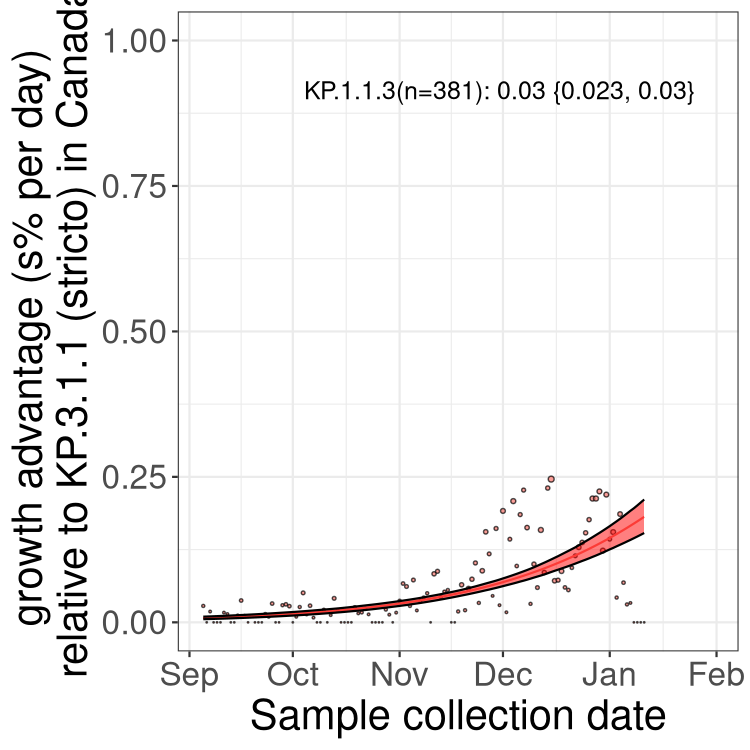 growth advantage (s% per day)
relative to KP.3.1.1 (stricto) in Canada
1.00
0.75
0.50
0.25
0.00
KP.1.1.3(n=381): 0.03 {0.023, 0.03}
Sep Oct Nov Dec Jan Feb
Sample collection date